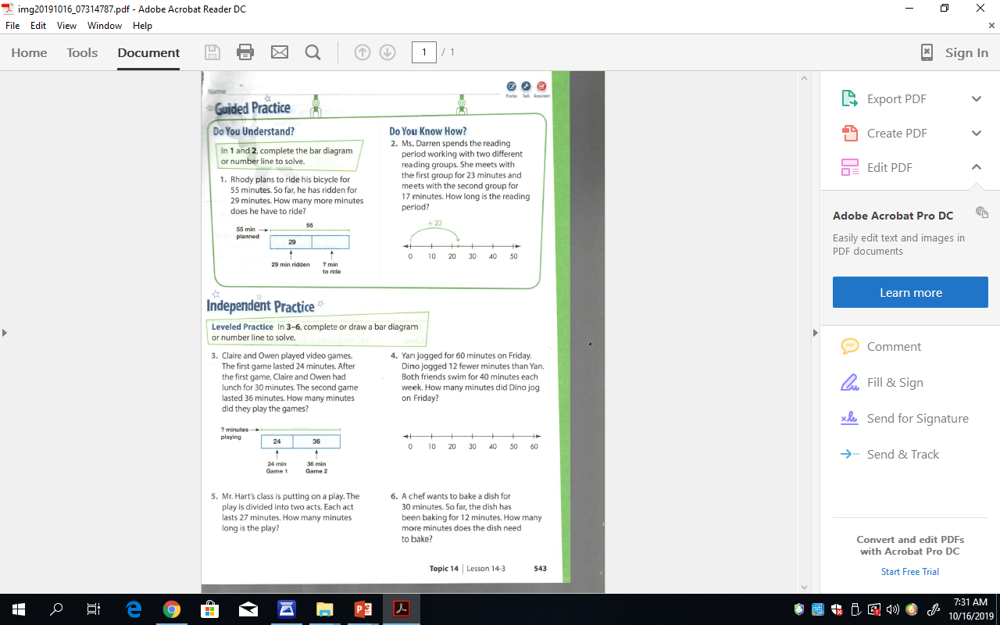 img20191016_07314787.pdf - Adobe Acrobat Reader DC
File Edit View Window Help
Home Tools Document 1 / 1 Sign In
Name
Practice Tools Assessment
Guided Practice
Do You Understand?
In 1 and 2, complete the bar diagram
or number line to solve.
1. Rhody plans to ride his bicycle for
55 minutes. So far, he has ridden for
29 minutes. How many more minutes
does he have to ride?
55 min
planned
55
29
29 min ridden
? min
to ride
Do You Know How?
2. Ms. Darren spends the reading
period working with two different
reading groups. She meets with
the first group for 23 minutes and
meets with the second group for
17 minutes. How long is the reading
period?
+ 23
0 10 20 30 40 50
Independent Practice
Leveled Practice In 3–6, complete or draw a bar diagram
or number line to solve.
3. Claire and Owen played video games.
The first game lasted 24 minutes. After
the first game, Claire and Owen had
lunch for 30 minutes. The second game
lasted 36 minutes. How many minutes
did they play the games?
? minutes
playing
24 36
24 min
Game 1
36 min
Game 2
4. Yan jogged for 60 minutes on Friday.
Dino jogged 12 fewer minutes than Yan.
Both friends swim for 40 minutes each
week. How many minutes did Dino jog
on Friday?
0 10 20 30 40 50 60
5. Mr. Hart's class is putting on a play. The
play is divided into two acts. Each act
lasts 27 minutes. How many minutes
long is the play?
6. A chef wants to bake a dish for
30 minutes. So far, the dish has
been baking for 12 minutes. How many
more minutes does the dish need
to bake?
Topic 14 | Lesson 14-3 543
Export PDF
Create PDF
Edit PDF
Adobe Acrobat Pro DC
Easily edit text and images in
PDF documents
Learn more
Comment
Fill & Sign
Send for Signature
Send & Track
Convert and edit PDFs
with Acrobat Pro DC
Start Free Trial
7:31 AM
10/16/2019